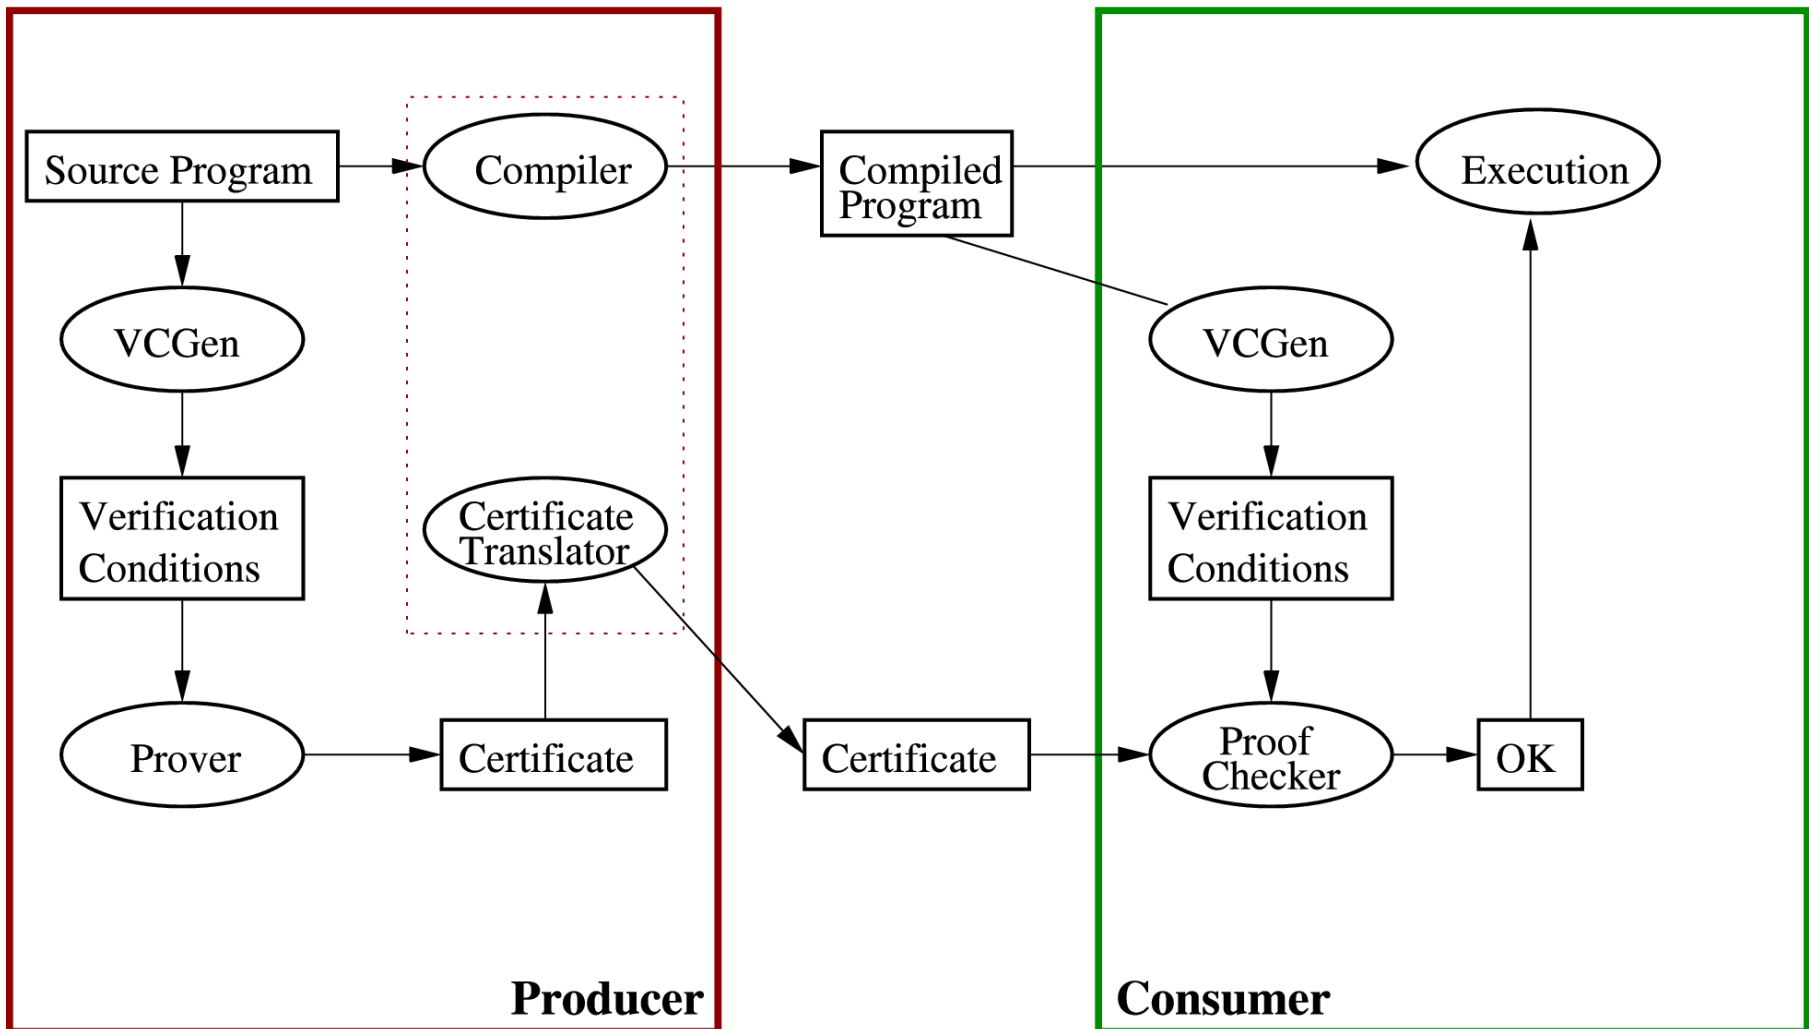 Source Program
Compiler
Compiled
Program
Execution
VCGen
VCGen
Verification
Conditions
Certificate
Translator
Verification
Conditions
Prover
Certificate
Certificate
Proof
Checker
OK
Producer
Consumer